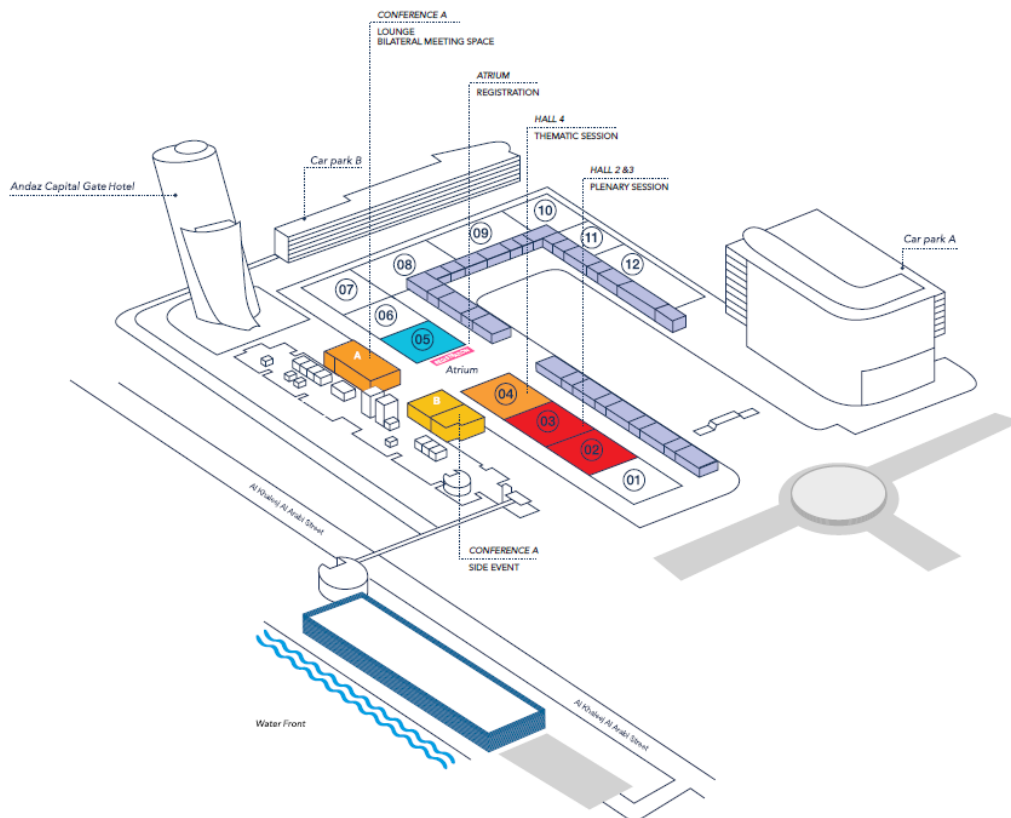 CONFERENCE A
LOUNGE
BILATERAL MEETING SPACE
ATRIUM
REGISTRATION
HALL 4
THEMATIC SESSION
HALL 2 &3
PLENARY SESSION
Car park B
Andaz Capital Gate Hotel
Car park A
10
09
11
12
08
07
06
05
A
Atrium
B
04
03
02
01
Al Khaleej Al Arabi Street
CONFERENCE A
SIDE EVENT
Water Front
Al Khaleej Al Arabi Street